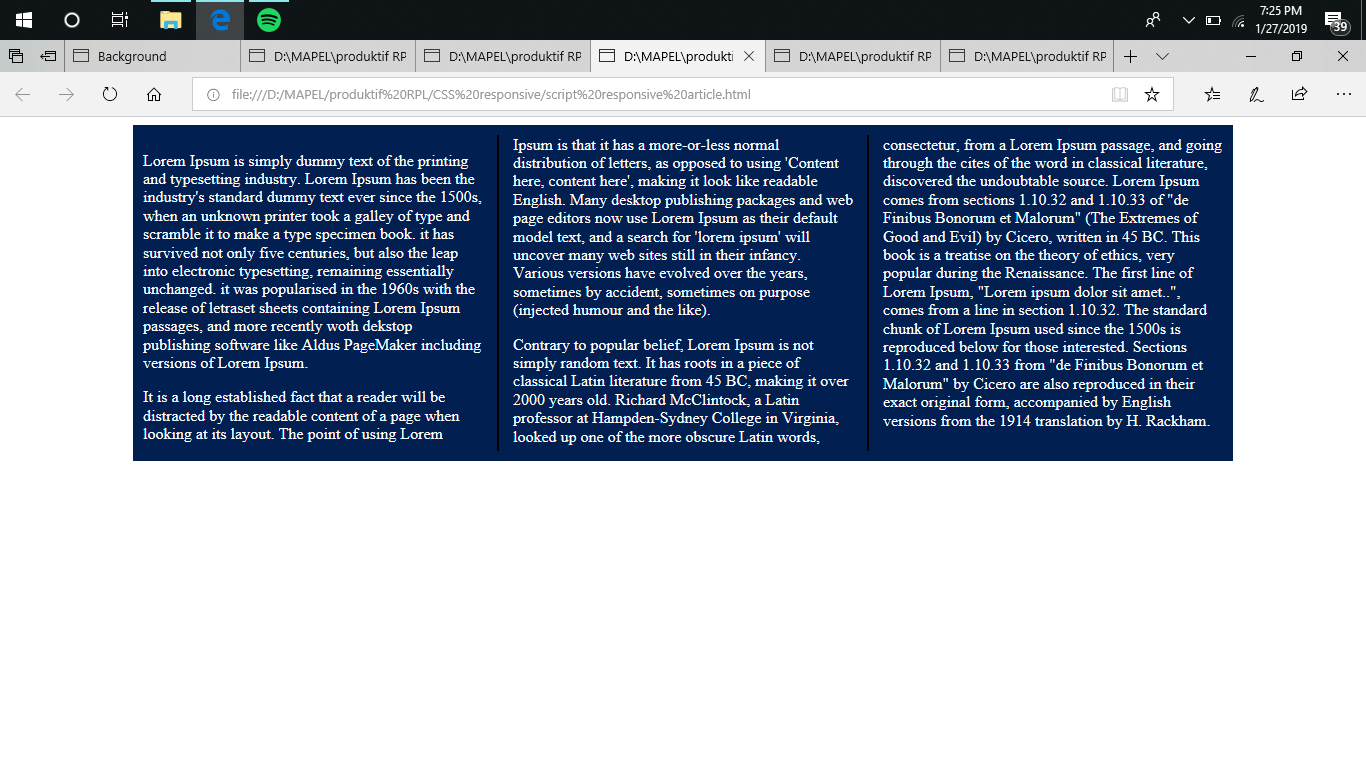 7:25 PM
1/27/2019
39
Background
D:\MAPEL\produktif RP
D:\MAPEL\produktif RP
D:\MAPEL\produkti
D:\MAPEL\produktif RP
D:\MAPEL\produktif RP
file:///D:/MAPEL/produktif%20RPL/CSS%20responsive/script%20responsive%20article.html
Lorem Ipsum is simply dummy text of the printing
and typesetting industry. Lorem Ipsum has been the
industry's standard dummy text ever since the 1500s,
when an unknown printer took a galley of type and
scramble it to make a type specimen book. it has
survived not only five centuries, but also the leap
into electronic typesetting, remaining essentially
unchanged. it was popularised in the 1960s with the
release of letraset sheets containing Lorem Ipsum
passages, and more recently woth dekstop
publishing software like Aldus PageMaker including
versions of Lorem Ipsum.
It is a long established fact that a reader will be
distracted by the readable content of a page when
looking at its layout. The point of using Lorem
Ipsum is that it has a more-or-less normal
distribution of letters, as opposed to using 'Content
here, content here', making it look like readable
English. Many desktop publishing packages and web
page editors now use Lorem Ipsum as their default
model text, and a search for 'lorem ipsum' will
uncover many web sites still in their infancy.
Various versions have evolved over the years,
sometimes by accident, sometimes on purpose
(injected humour and the like).
Contrary to popular belief, Lorem Ipsum is not
simply random text. It has roots in a piece of
classical Latin literature from 45 BC, making it over
2000 years old. Richard McClintock, a Latin
professor at Hampden-Sydney College in Virginia,
looked up one of the more obscure Latin words,
consectetur, from a Lorem Ipsum passage, and going
through the cites of the word in classical literature,
discovered the undoubtable source. Lorem Ipsum
comes from sections 1.10.32 and 1.10.33 of "de
Finibus Bonorum et Malorum" (The Extremes of
Good and Evil) by Cicero, written in 45 BC. This
book is a treatise on the theory of ethics, very
popular during the Renaissance. The first line of
Lorem Ipsum, "Lorem ipsum dolor sit amet..",
comes from a line in section 1.10.32. The standard
chunk of Lorem Ipsum used since the 1500s is
reproduced below for those interested. Sections
1.10.32 and 1.10.33 from "de Finibus Bonorum et
Malorum" by Cicero are also reproduced in their
exact original form, accompanied by English
versions from the 1914 translation by H. Rackham.